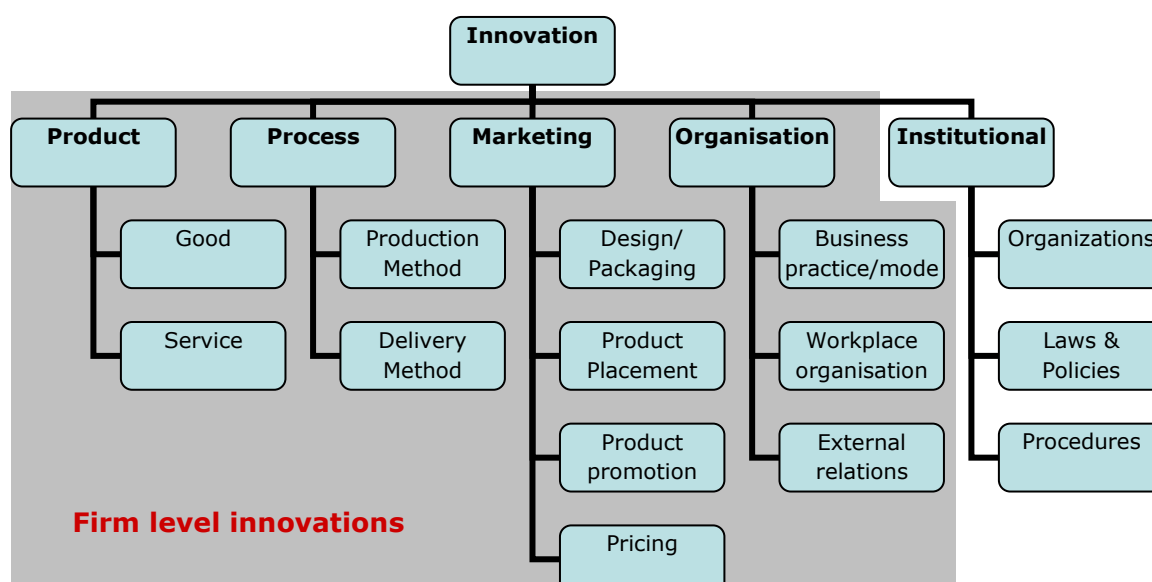 Innovation
Product
Process
Marketing
Organisation
Institutional
Good
Production
Method
Design/
Packaging
Business
practice/mode
Organizations
Service
Delivery
Method
Product
Placement
Workplace
organisation
Laws &
Policies
Product
promotion
External
relations
Procedures
Firm level innovations
Pricing